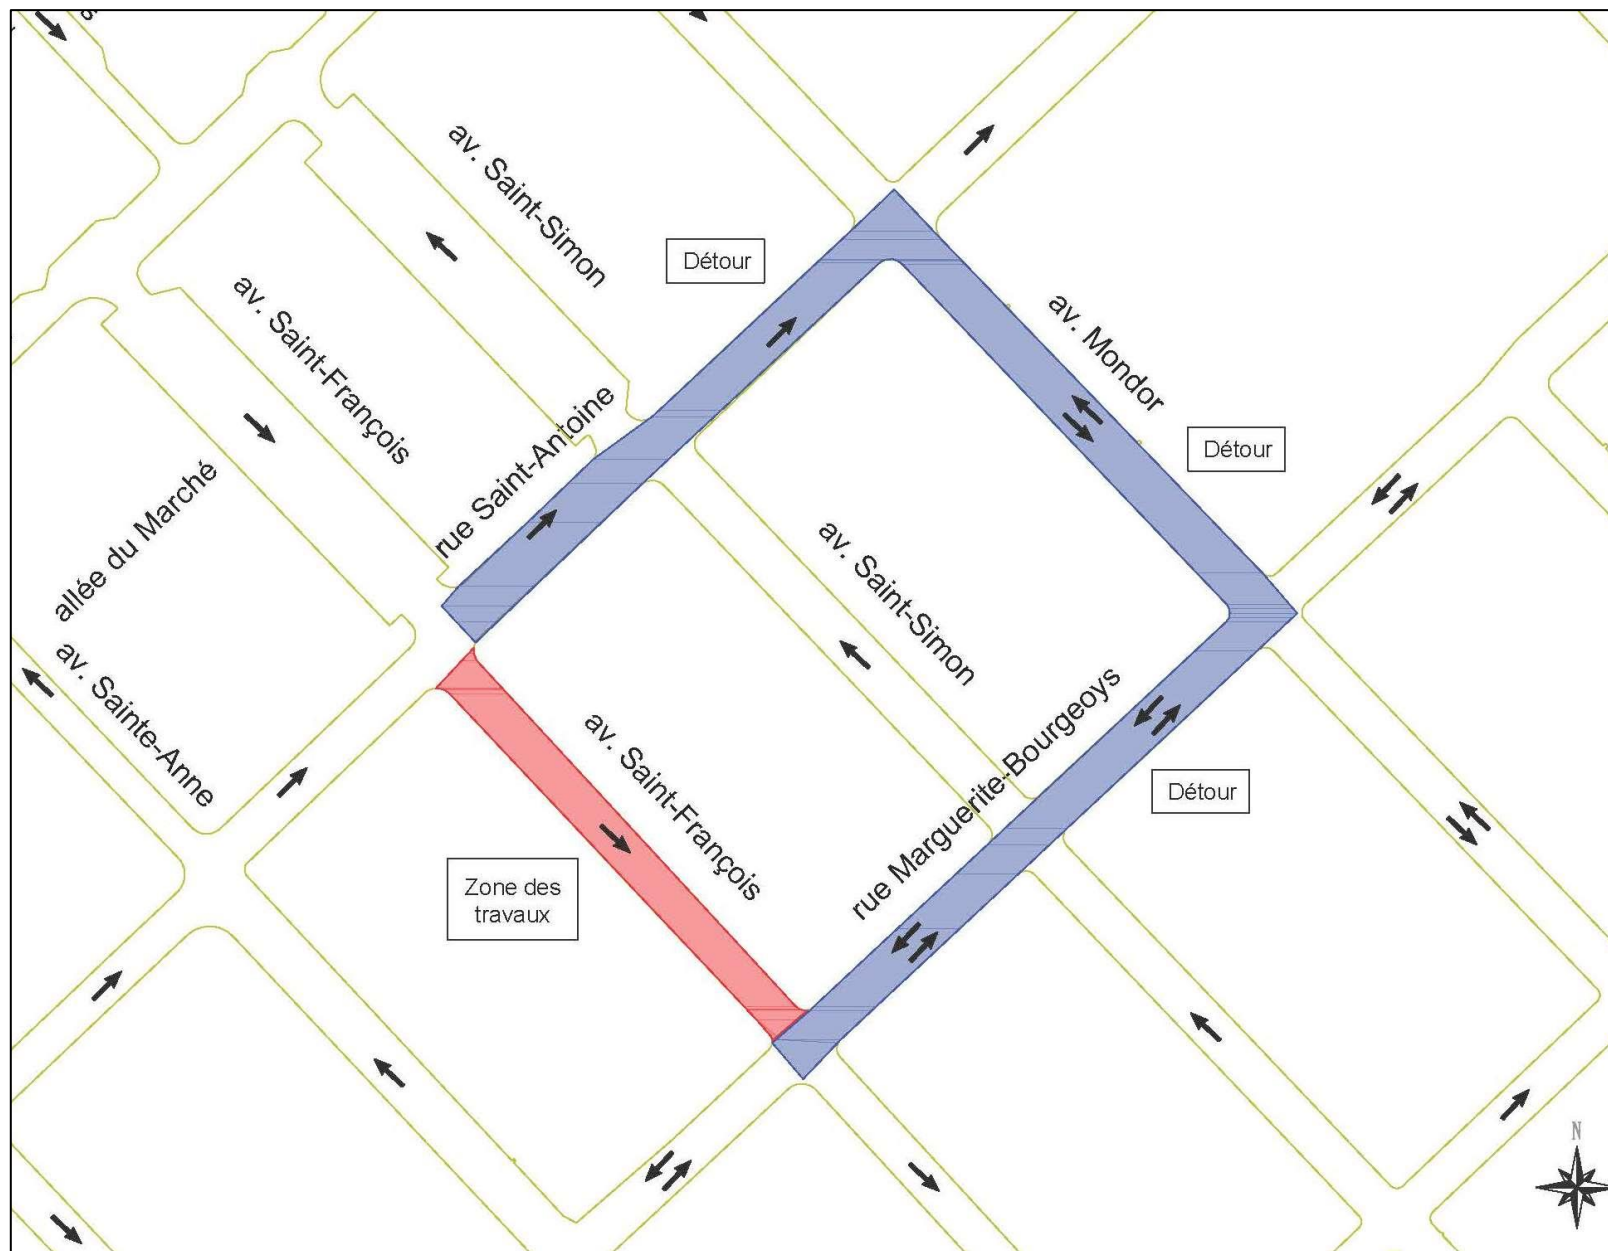 av. Saint-Simon
Détour
av. Saint-François
av. Mondor
rue Saint-Antoine
Détour
allée du Marché
av. Saint-Simon
av. Sainte-Anne
rue Marguerite-Bourgeoys
av. Saint-François
Détour
Zone des
travaux
N